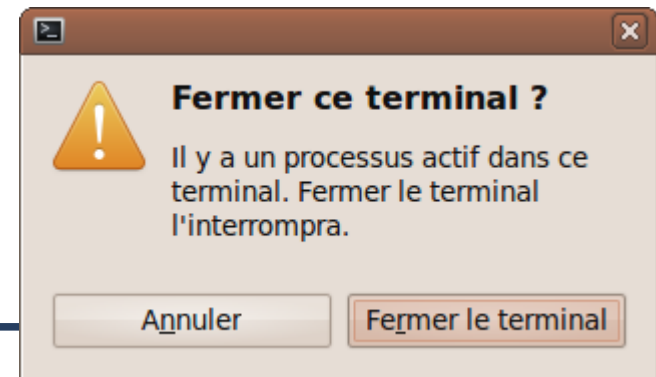 Fermer ce terminal ?
Il y a un processus actif dans ce
terminal. Fermer le terminal
l'interrompra.
Annuler
Fermer le terminal